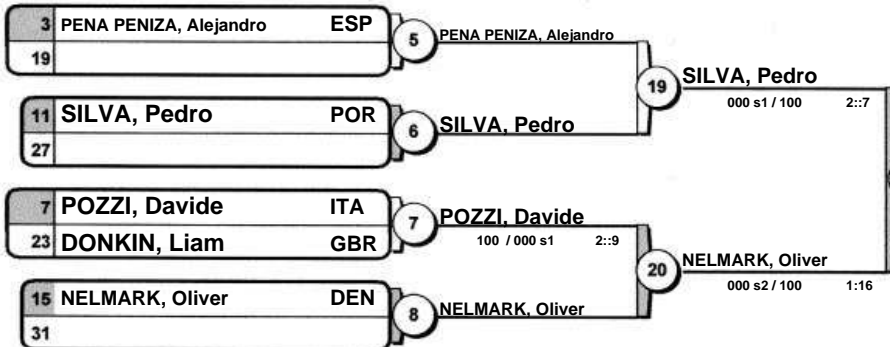 3 PENA PENIZA, Alejandro ESP
19
5 PENA PENIZA, Alejandro
11 SILVA, Pedro POR
27
6 SILVA, Pedro
19 SILVA, Pedro
000 s1 / 100 2::7
7 POZZI, Davide ITA
23 DONKIN, Liam GBR
7 POZZI, Davide
100 / 000 s1 2::9
15 NELMARK, Oliver DEN
31
8 NELMARK, Oliver
20 NELMARK, Oliver
000 s2 / 100 1:16